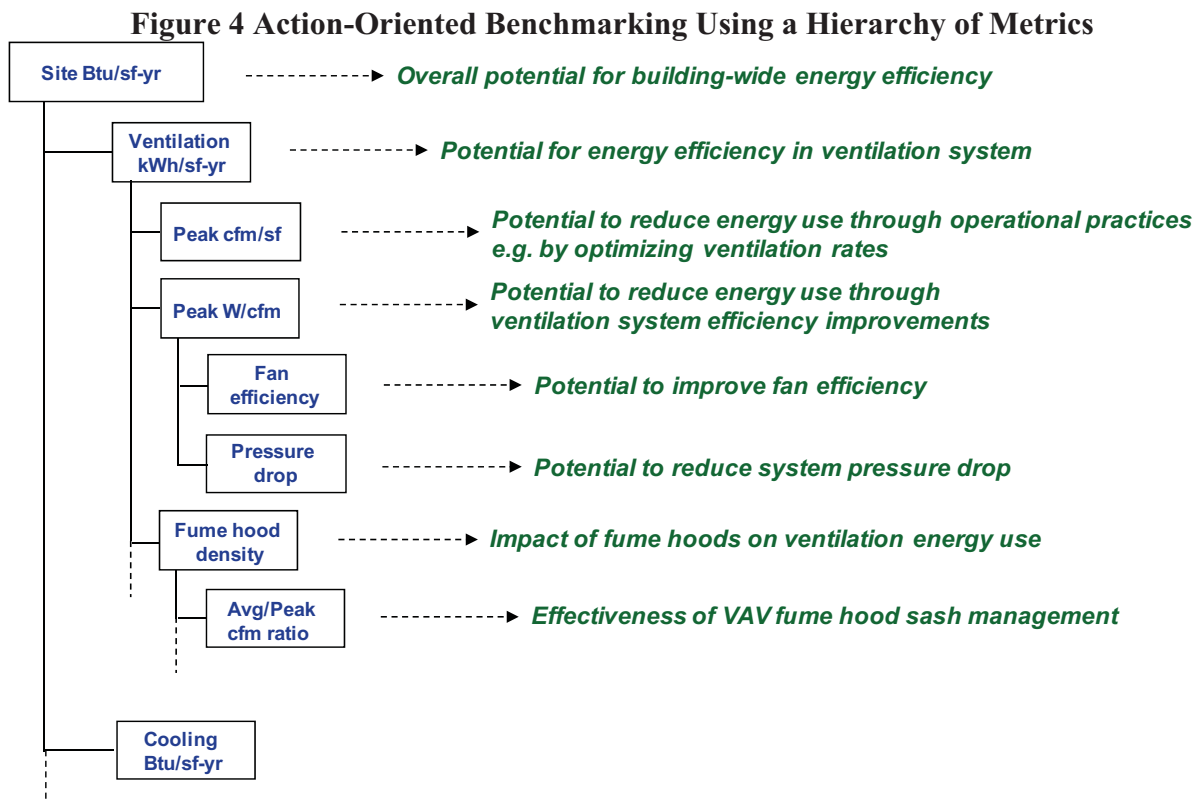 Figure 4 Action-Oriented Benchmarking Using a Hierarchy of Metrics
Site Btu/sf-yr
Overall potential for building-wide energy efficiency
Ventilation
kWh/sf-yr
Potential for energy efficiency in ventilation system
Peak cfm/sf
Potential to reduce energy use through operational practices
e.g. by optimizing ventilation rates
Peak W/cfm
Potential to reduce energy use through
ventilation system efficiency improvements
Fan
efficiency
Potential to improve fan efficiency
Pressure
drop
Potential to reduce system pressure drop
Fume hood
density
Impact of fume hoods on ventilation energy use
Avg/Peak
cfm ratio
Effectiveness of VAV fume hood sash management
Cooling
Btu/sf-yr